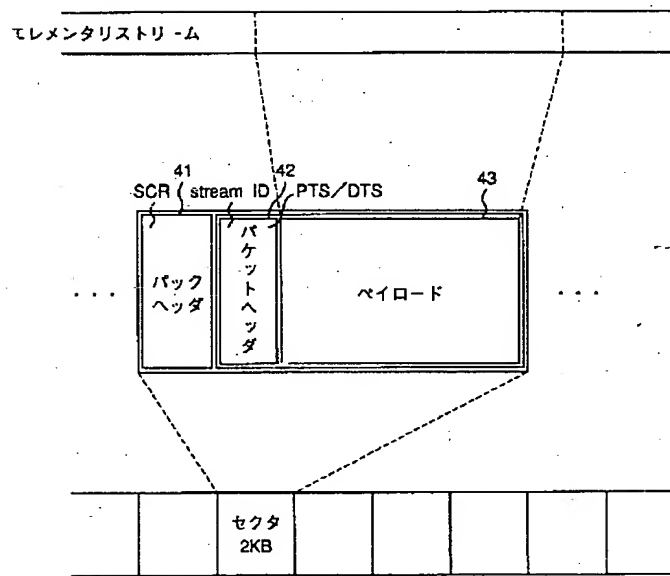 エレメンタリストリーム
41
42
43
SCR stream ID PTS/DTS
パック
ヘッダ
パケットヘッダ
ペイロード
セクタ
2KB